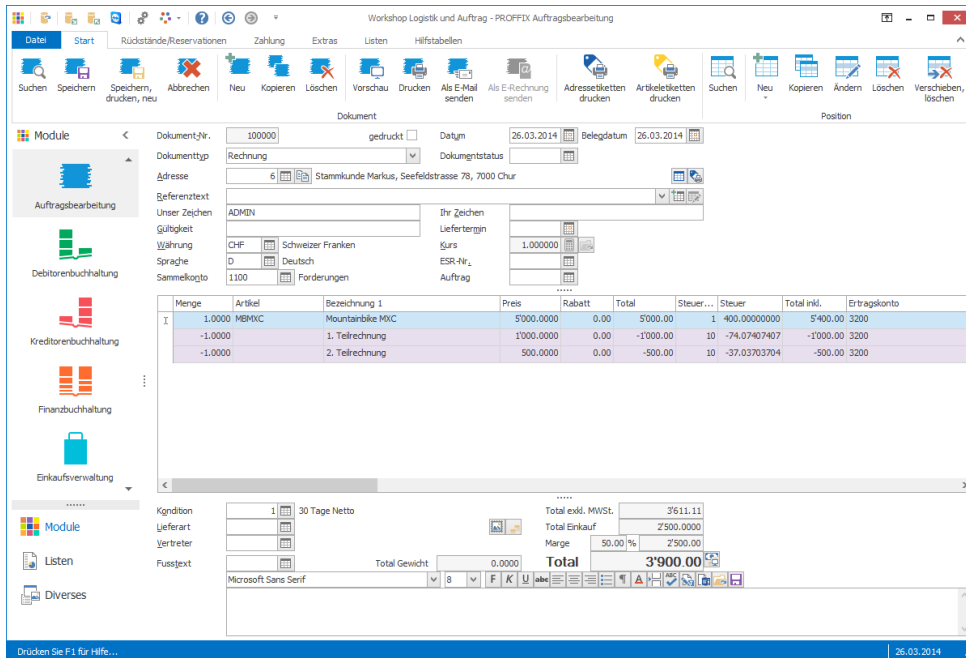 Workshop Logistik und Auftrag - PROFFIX Auftragsbearbeitung
Datei Start Rückstände/Reservationen Zahlung Extras Listen Hilfstabellen
Suchen Speichern Speichern, drucken, neu Abbrechen Neu Kopieren Löschen Vorschau Drucken Als E-Mail senden Als E-Rechnung senden Adressetiketten drucken Artikeletiketten drucken Suchen Neu Kopieren Ändern Löschen Verschieben, löschen
Dokument Position
Module
Auftragsbearbeitung
Debitorenbuchhaltung
Kreditorenbuchhaltung
Finanzbuchhaltung
Einkaufsverwaltung
Module
Listen
Diverses
Dokument-Nr. 100000 gedruckt Datum 26.03.2014 Belegdatum 26.03.2014
Dokumenttyp Rechnung Dokumentstatus
Adresse 6 Stammkunde Markus, Seefeldstrasse 78, 7000 Chur
Referenztext
Unser Zeichen ADMIN Ihr Zeichen
Gültigkeit Liefertermin
Währung CHF Schweizer Franken Kurs 1.000000
Sprache D Deutsch ESR-Nr.
Sammelkonto 1100 Forderungen Auftrag
Menge Artikel Bezeichnung 1 Preis Rabatt Total Steuer... Steuer Total inkl. Ertragskonto
1.0000 MBMXC Mountainbike MXC 5'000.0000 0.00 5'000.00 1 400.00000000 5'400.00 3200
-1.0000 1. Teilrechnung 1'000.0000 0.00 -1'000.00 10 -74.07407407 -1'000.00 3200
-1.0000 2. Teilrechnung 500.0000 0.00 -500.00 10 -37.03703704 -500.00 3200
Kondition 1 30 Tage Netto Total exkl. MWSt. 3'611.11
Lieferart Total Einkauf 2'500.0000
Vertreter Marge 50.00 % 2'500.00
Fusstext Total Gewicht 0.0000 Total 3'900.00
Microsoft Sans Serif 8 F K U abc ¶ A ABC
Drücken Sie F1 für Hilfe... 26.03.2014